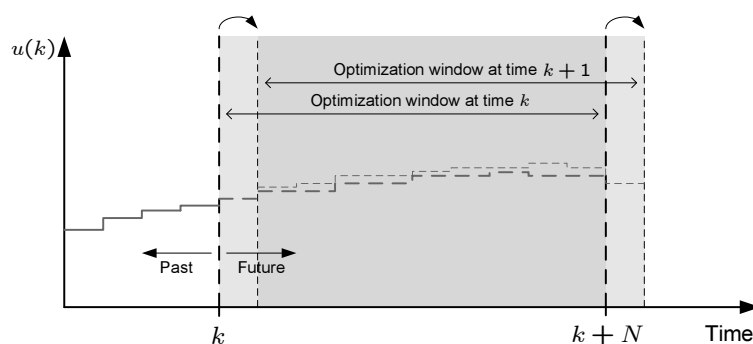 u(k)
Optimization window at time k + 1
Optimization window at time k
Past
Future
k
k + N
Time